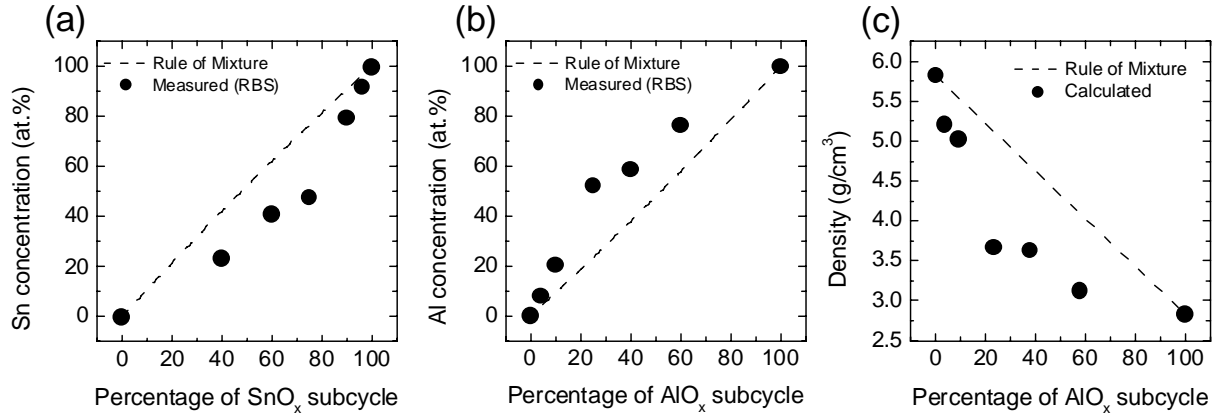 (a)
Rule of Mixture
Measured (RBS)
100
80
60
40
20
0
0 20 40 60 80 100
Sn concentration (at.%)
Percentage of SnOx subcycle
(b)
Rule of Mixture
Measured (RBS)
100
80
60
40
20
0
0 20 40 60 80 100
Al concentration (at.%)
Percentage of AlOx subcycle
(c)
Rule of Mixture
Calculated
6.0
5.5
5.0
4.5
4.0
3.5
3.0
2.5
0 20 40 60 80 100
Density (g/cm³)
Percentage of AlOx subcycle